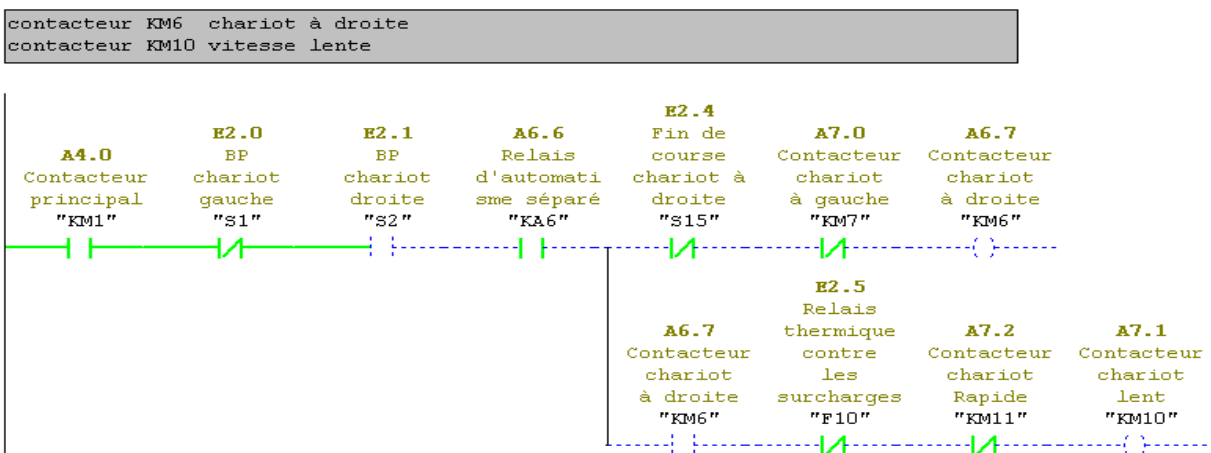 contacteur KM6  chariot à droite
contacteur KM10 vitesse lente
A4.0
Contacteur
principal
"KM1"
E2.0
BP
chariot
gauche
"S1"
E2.1
BP
chariot
droite
"S2"
A6.6
Relais
d'automati
sme séparé
"KA6"
E2.4
Fin de
course
chariot à
droite
"S15"
A7.0
Contacteur
chariot
à gauche
"KM7"
A6.7
Contacteur
chariot
à droite
"KM6"
A6.7
Contacteur
chariot
à droite
"KM6"
E2.5
Relais
thermique
contre
les
surcharges
"F10"
A7.2
Contacteur
chariot
Rapide
"KM11"
A7.1
Contacteur
chariot
lent
"KM10"